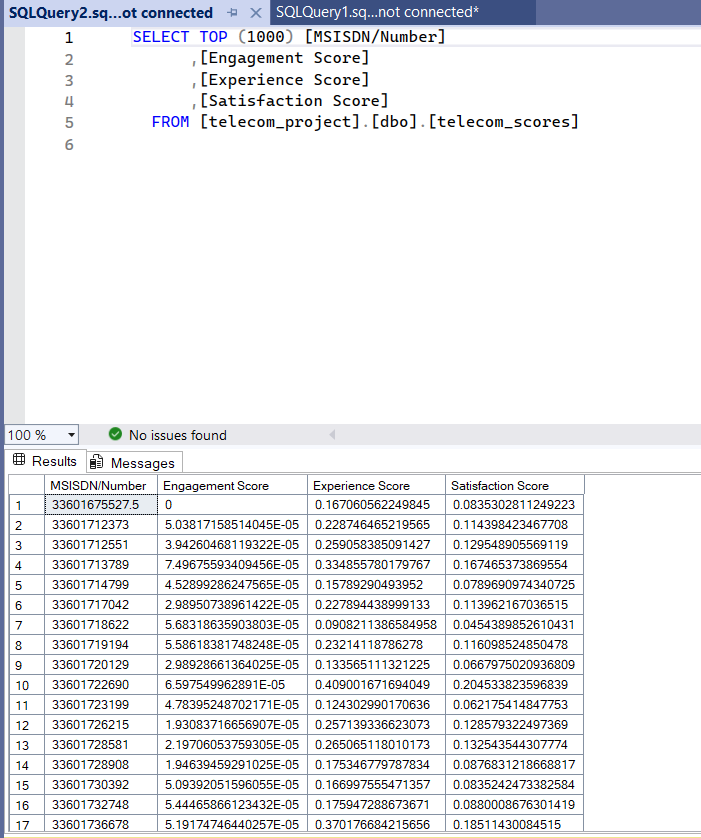 SQLQuery2.sq...ot connected SQLQuery1.sq...not connected*
1 SELECT TOP (1000) [MSISDN/Number]
2 ,[Engagement Score]
3 ,[Experience Score]
4 ,[Satisfaction Score]
5 FROM [telecom_project].[dbo].[telecom_scores]
6
100 % No issues found
Results Messages
MSISDN/Number Engagement Score Experience Score Satisfaction Score
1 33601675527.5 0 0.167060562249845 0.0835302811249223
2 33601712373 5.03817158514045E-05 0.228746465219565 0.114398423467708
3 33601712551 3.94260468119322E-05 0.259058385091427 0.129548905569119
4 33601713789 7.49675593409456E-05 0.334855780179767 0.167465373869554
5 33601714799 4.52899286247565E-05 0.15789290493952 0.0789690974340725
6 33601717042 2.98950738961422E-05 0.227894438999133 0.113962167036515
7 33601718622 5.68318635903803E-05 0.0908211386584958 0.0454389852610431
8 33601719194 5.58618381748248E-05 0.23214118786278 0.116098524850478
9 33601720129 2.98928661364025E-05 0.133565111321225 0.0667975020936809
10 33601722690 6.597549962891E-05 0.409001671694049 0.204533823596839
11 33601723199 4.78395248702171E-05 0.124302990170636 0.062175414847753
12 33601726215 1.93083716656907E-05 0.257139336623073 0.128579322497369
13 33601728581 2.19706053759305E-05 0.265065118010173 0.132543544307774
14 33601728908 1.94639459291025E-05 0.175346779787834 0.0876831218668817
15 33601730392 5.09392051596055E-05 0.166997555471357 0.0835242473382584
16 33601732748 5.44465866123432E-05 0.175947288673671 0.0880008676301419
17 33601736678 5.19174746440257E-05 0.370176684215656 0.18511430084515